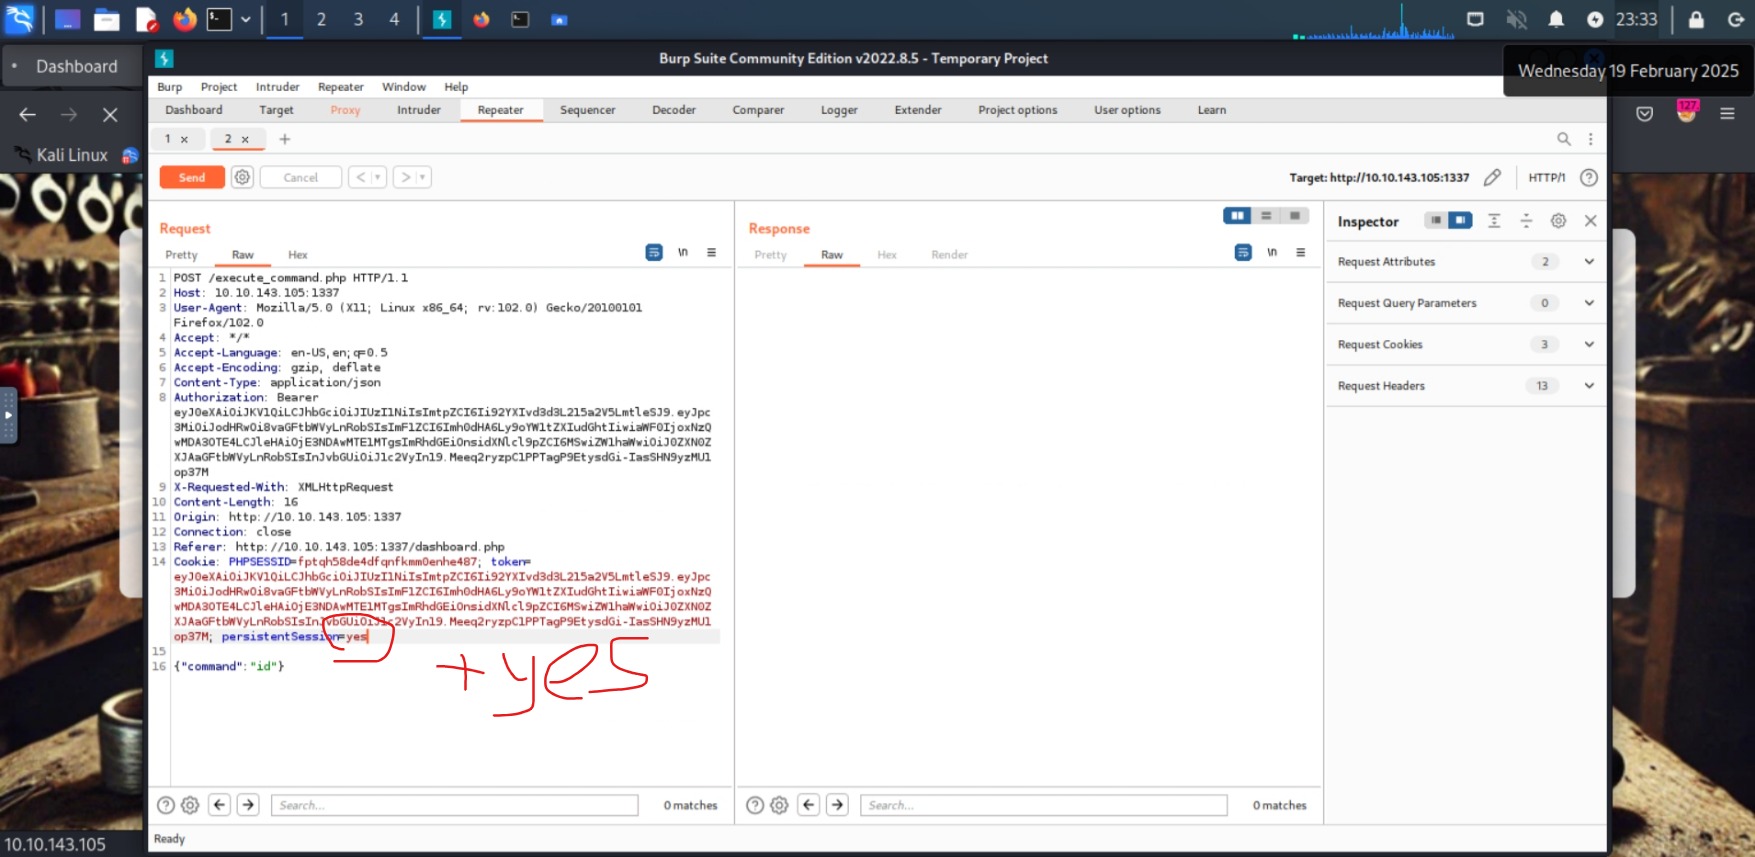 1 2 3 4
23:33
Dashboard
Burp Suite Community Edition v2022.8.5 - Temporary Project
Wednesday 19 February 2025
Burp Project Intruder Repeater Window Help
Dashboard Target Proxy Intruder Repeater Sequencer Decoder Comparer Logger Extender Project options User options Learn
127
Kali Linux
1 × 2 × +
Send Cancel < > Target: http://10.10.143.105:1337 HTTP/1
Request
Pretty Raw Hex \n
1 POST /execute_command.php HTTP/1.1
2 Host: 10.10.143.105:1337
3 User-Agent: Mozilla/5.0 (X11; Linux x86_64; rv:102.0) Gecko/20100101
Firefox/102.0
4 Accept: */*
5 Accept-Language: en-US,en;q=0.5
6 Accept-Encoding: gzip, deflate
7 Content-Type: application/json
8 Authorization: Bearer
9 X-Requested-With: XMLHttpRequest
10 Content-Length: 16
11 Origin: http://10.10.143.105:1337
12 Connection: close
13 Referer: http://10.10.143.105:1337/dashboard.php
14 Cookie: PHPSESSID=fptqh58de4dfqnfkmm0enhe487; token=
op37M; persistentSession=yes
15
16 {"command":"id"}
+yes
Search... 0 matches
Response
Pretty Raw Hex Render \n
Search... 0 matches
Inspector
Request Attributes 2
Request Query Parameters 0
Request Cookies 3
Request Headers 13
Ready
10.10.143.105